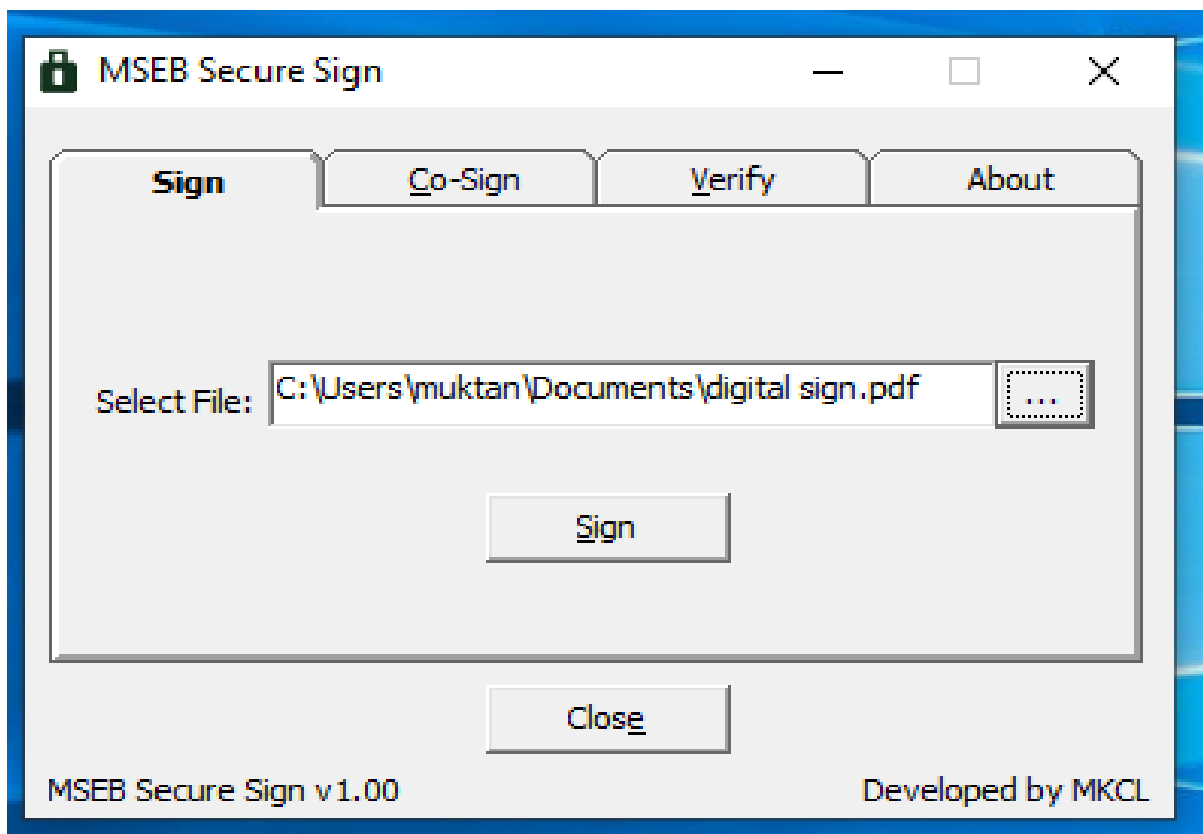 MSEB Secure Sign
Sign Co-Sign Verify About
Select File: C:\Users\muktan\Documents\digital sign.pdf ...
Sign
Close
MSEB Secure Sign v1.00 Developed by MKCL